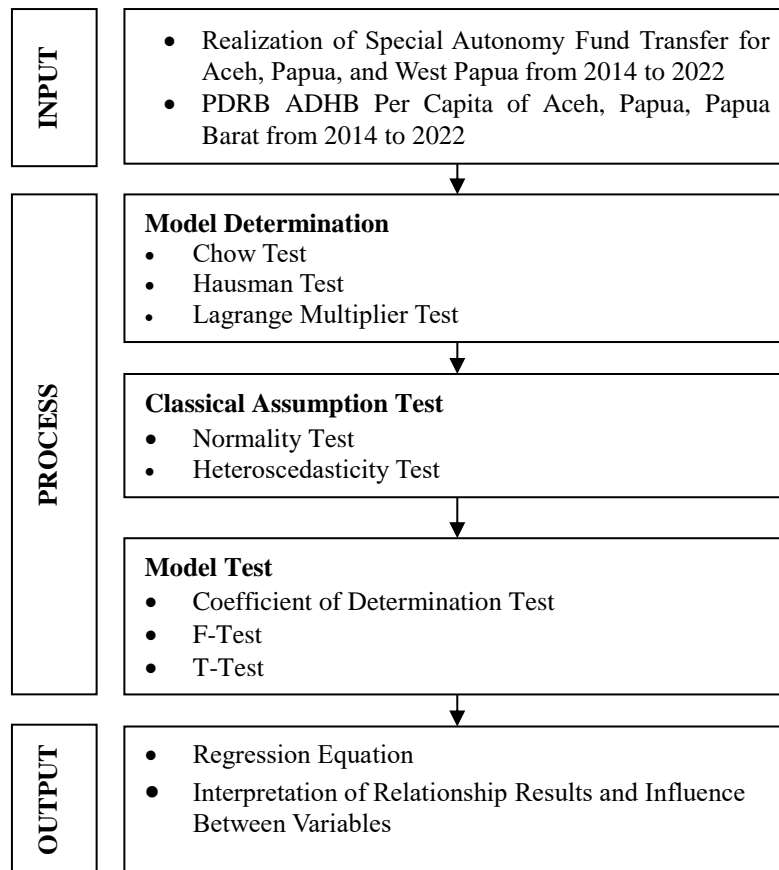 INPUT
• Realization of Special Autonomy Fund Transfer for
Aceh, Papua, and West Papua from 2014 to 2022
• PDRB ADHB Per Capita of Aceh, Papua, Papua
Barat from 2014 to 2022
PROCESS
Model Determination
• Chow Test
• Hausman Test
• Lagrange Multiplier Test
Classical Assumption Test
• Normality Test
• Heteroscedasticity Test
Model Test
• Coefficient of Determination Test
• F-Test
• T-Test
OUTPUT
• Regression Equation
• Interpretation of Relationship Results and Influence
Between Variables